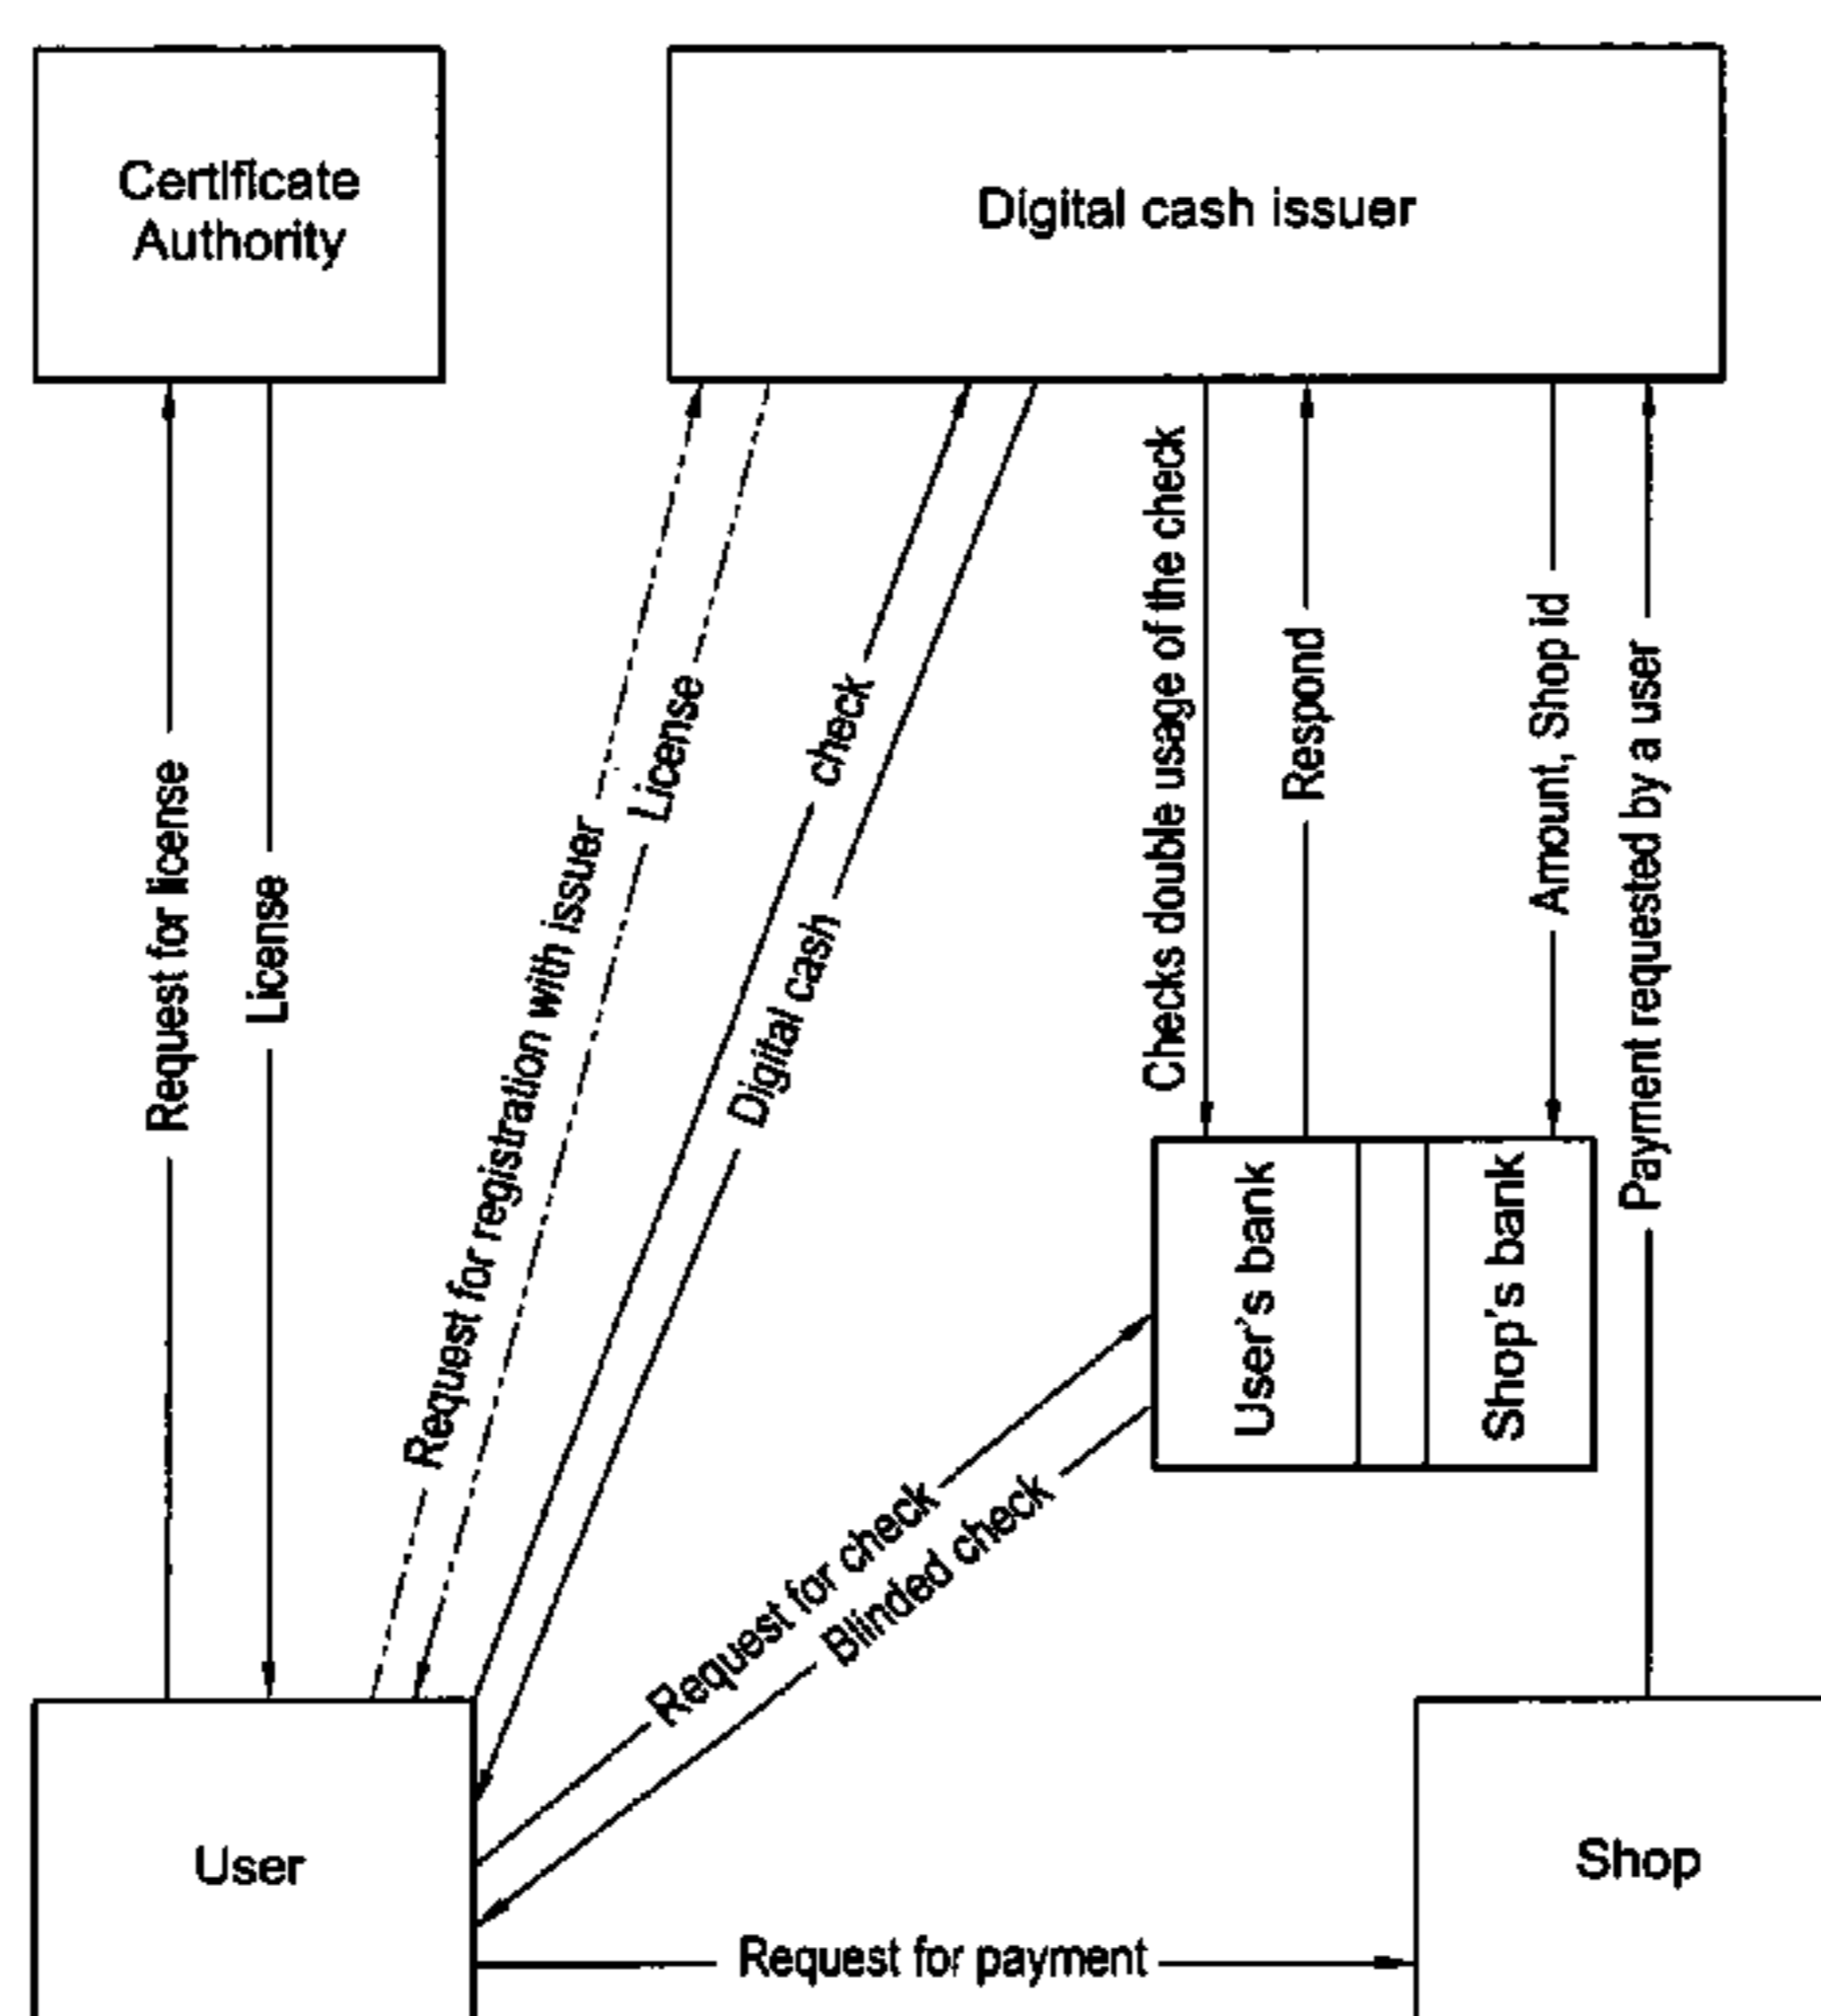 Certificate
Authority
Digital cash issuer
Request for license
License
Request for registration with issuer
License
check
Digital cash
Checks double usage of the check
Respond
Amount, Shop id
Payment requested by a user
User's bank
Shop's bank
Request for check
Blinded check
User
Shop
Request for payment